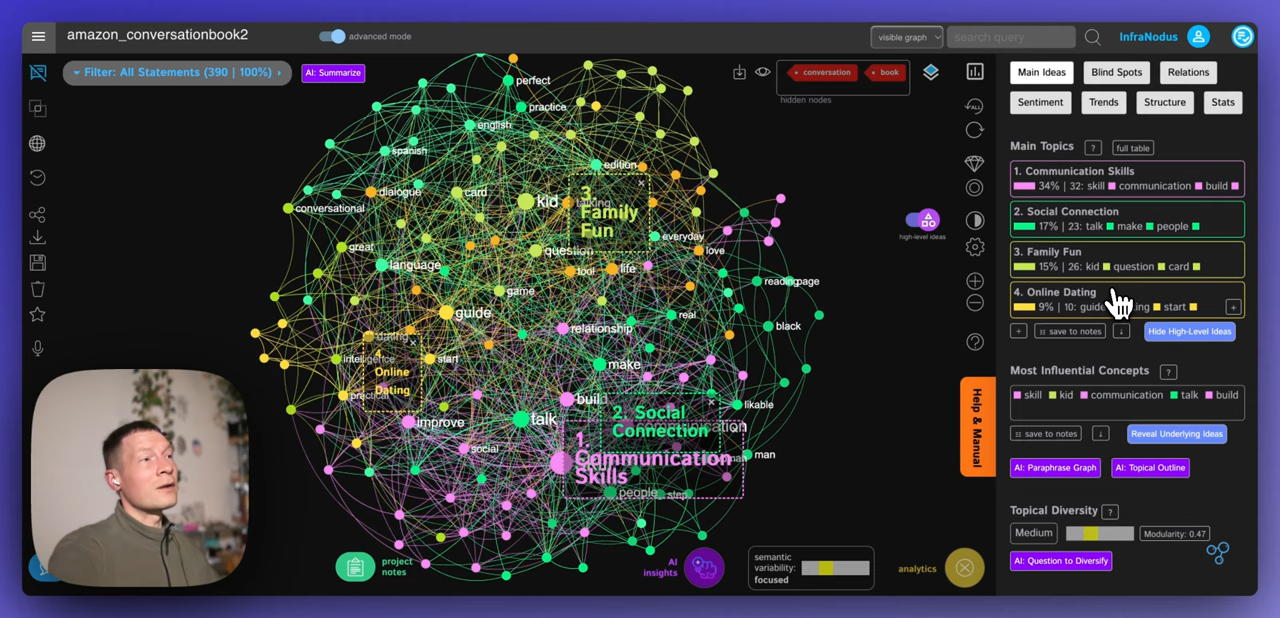 amazon_conversationbook2
advanced mode
visible graph
search query
InfraNodus
Filter: All Statements (390 | 100%)
AI: Summarize
conversation
book
hidden nodes
ALL
high-level ideas
perfect
practice
english
spanish
edition
dialogue
card
kid
talking
conversational
3.
Family
Fun
great
question
everyday
love
language
tool
life
game
reading
page
guide
real
relationship
black
dating
intelligence
start
make
Online
Dating
practical
build
likable
improve
talk
2. Social
Connection
communication
1.
Communication
Skills
social
man
people
step
project
notes
AI
insights
semantic
variability:
focused
analytics
Help & Manual
Main Ideas
Blind Spots
Relations
Sentiment
Trends
Structure
Stats
Main Topics
?
full table
1. Communication Skills
34% | 32: skill communication build
2. Social Connection
17% | 23: talk make people
3. Family Fun
15% | 26: kid question card
4. Online Dating
9% | 10: guide start
+
+
save to notes
↓
Hide High-Level Ideas
Most Influential Concepts
?
skill kid communication talk build
save to notes
↓
Reveal Underlying Ideas
AI: Paraphrase Graph
AI: Topical Outline
Topical Diversity
?
Medium
Modularity: 0.47
AI: Question to Diversify